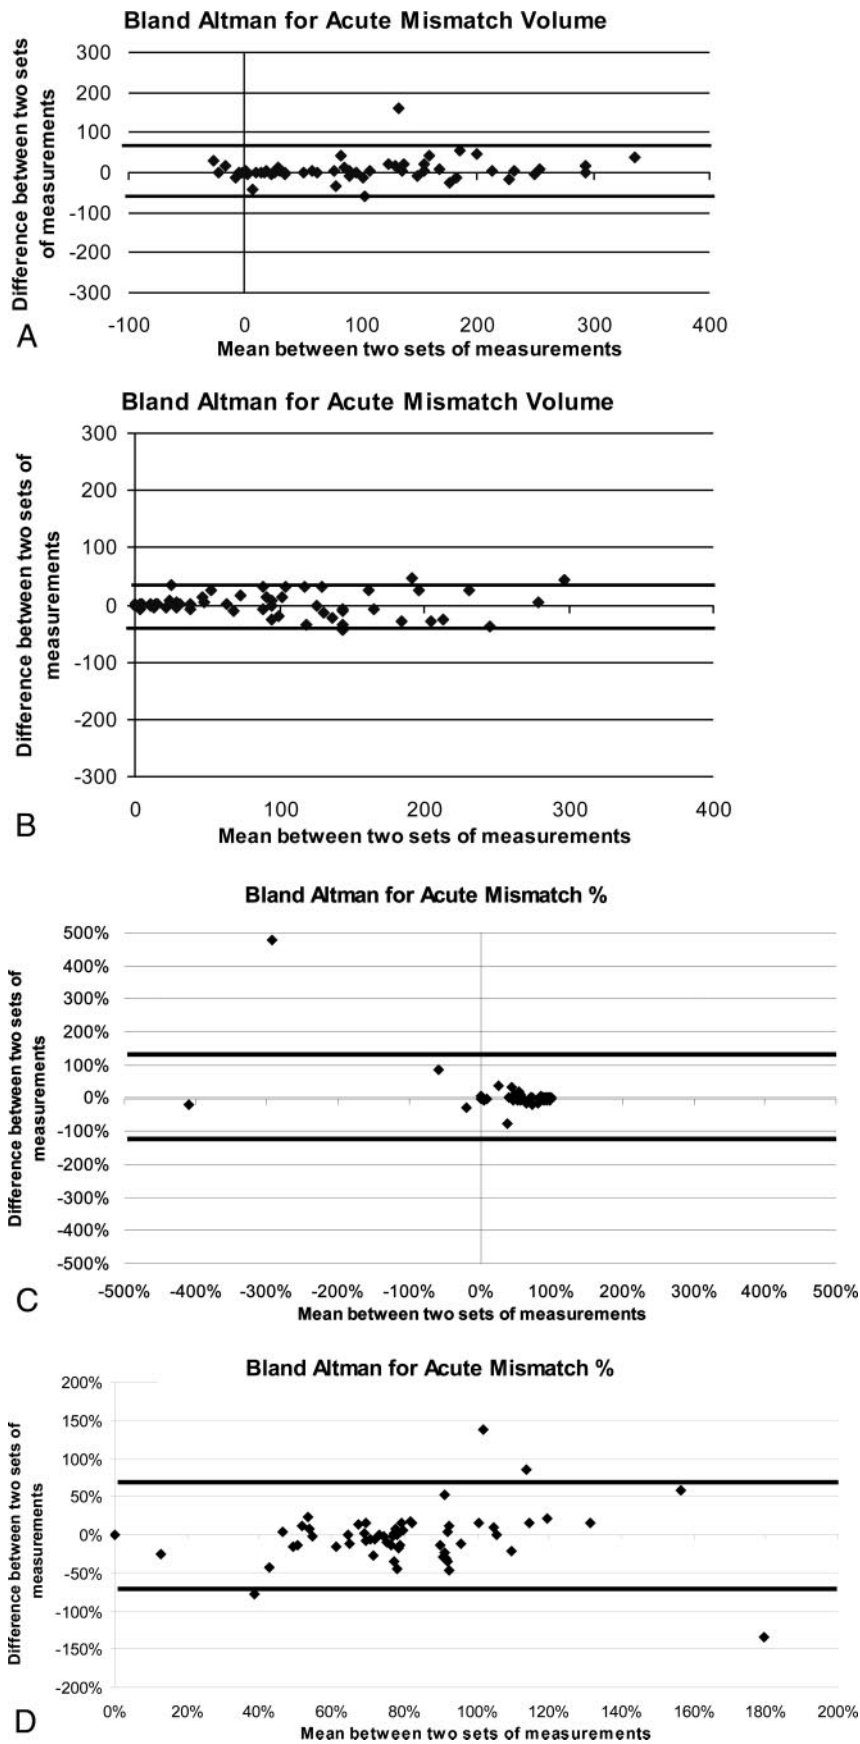 Bland Altman for Acute Mismatch Volume
Difference between two sets
of measurements
300
200
100
0
-100
-200
-300
-100 0 100 200 300 400
Mean between two sets of measurements
A
Bland Altman for Acute Mismatch Volume
Difference between two sets of
measurements
300
200
100
0
-100
-200
-300
0 100 200 300 400
Mean between two sets of measurements
B
Bland Altman for Acute Mismatch %
Difference between two sets of
measurements
500%
400%
300%
200%
100%
0%
-100%
-200%
-300%
-400%
-500%
-500% -400% -300% -200% -100% 0% 100% 200% 300% 400% 500%
Mean between two sets of measurements
C
Bland Altman for Acute Mismatch %
Difference between two sets of
measurements
200%
150%
100%
50%
0%
-50%
-100%
-150%
-200%
0% 20% 40% 60% 80% 100% 120% 140% 160% 180% 200%
Mean between two sets of measurements
D